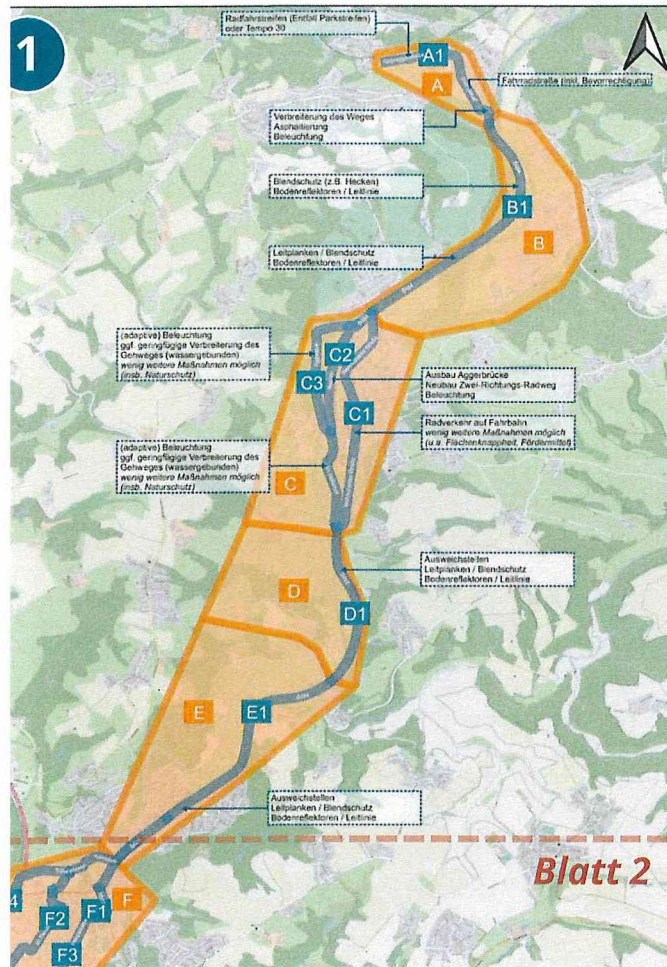 1
Radfahrstreifen (Entfall Parkstreifen)
oder Tempo 30
A1
A
Fahrradstraße (inkl. Bevorrechtigung)
Verbreiterung des Weges
Asphaltierung
Beleuchtung
Blendschutz (z.B. Hecken)
Bodenreflektoren / Leitlinie
B1
B
Leitplanken / Blendschutz
Bodenreflektoren / Leitlinie
(adaptive) Beleuchtung
ggf. geringfügige Verbreiterung des
Gehweges (wassergebunden)
wenig weitere Maßnahmen möglich
(insb. Naturschutz)
C2
C3
C1
Ausbau Aggerbrücke
Neubau Zwei-Richtungs-Radweg
Beleuchtung
Radverkehr auf Fahrbahn
wenig weitere Maßnahmen möglich
(u.a. Flächenknappheit, Fördermittel)
(adaptive) Beleuchtung
ggf. geringfügige Verbreiterung des
Gehweges (wassergebunden)
wenig weitere Maßnahmen möglich
(insb. Naturschutz)
C
Ausweichstellen
Leitplanken / Blendschutz
Bodenreflektoren / Leitlinie
D
D1
E
E1
Ausweichstellen
Leitplanken / Blendschutz
Bodenreflektoren / Leitlinie
Blatt 2
4
F2
F1
F
F3